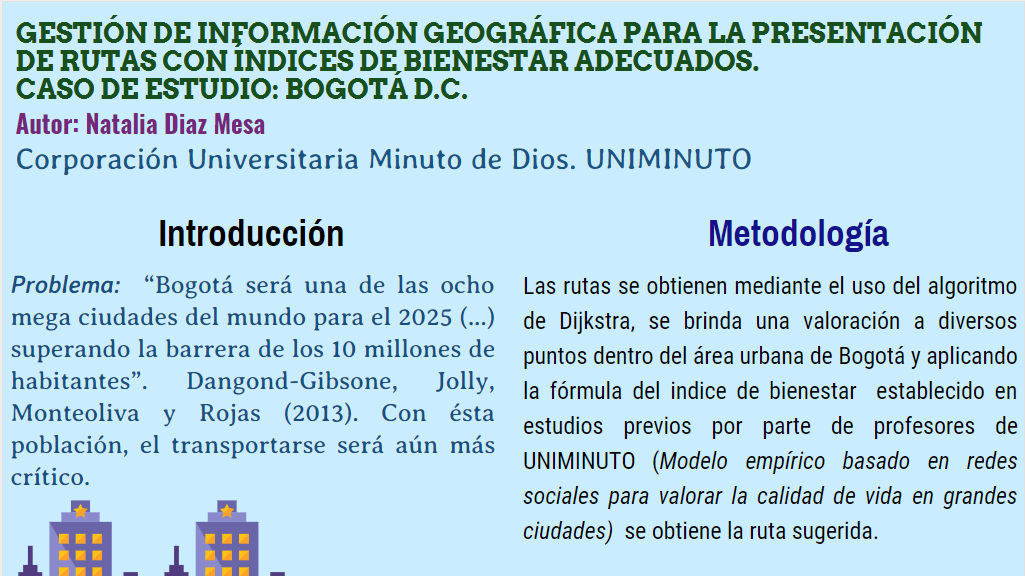 GESTIÓN DE INFORMACIÓN GEOGRÁFICA PARA LA PRESENTACIÓN
DE RUTAS CON ÍNDICES DE BIENESTAR ADECUADOS.
CASO DE ESTUDIO: BOGOTÁ D.C.
Autor: Natalia Diaz Mesa
Corporación Universitaria Minuto de Dios. UNIMINUTO
Introducción
Problema: “Bogotá será una de las ocho
mega ciudades del mundo para el 2025 (...)
superando la barrera de los 10 millones de
habitantes”. Dangond-Gibsone, Jolly,
Monteoliva y Rojas (2013). Con ésta
población, el transportarse será aún más
crítico.
Metodología
Las rutas se obtienen mediante el uso del algoritmo
de Dijkstra, se brinda una valoración a diversos
puntos dentro del área urbana de Bogotá y aplicando
la fórmula del indice de bienestar establecido en
estudios previos por parte de profesores de
UNIMINUTO (Modelo empírico basado en redes
sociales para valorar la calidad de vida en grandes
ciudades) se obtiene la ruta sugerida.